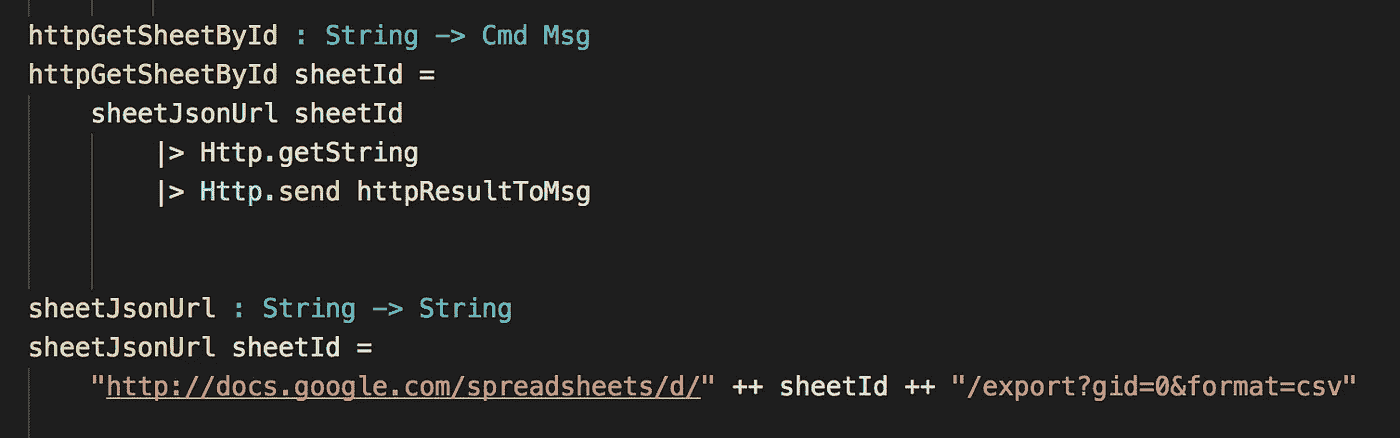 httpGetSheetById : String -> Cmd Msg
httpGetSheetById sheetId =
    sheetJsonUrl sheetId
        |> Http.getString
        |> Http.send httpResultToMsg
sheetJsonUrl : String -> String
sheetJsonUrl sheetId =
    "http://docs.google.com/spreadsheets/d/" ++ sheetId ++ "/export?gid=0&format=csv"